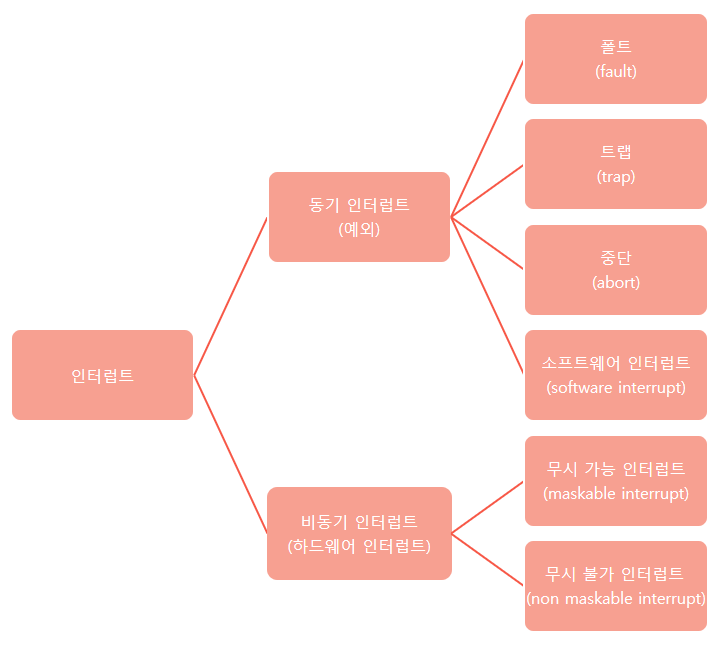 인터럽트
동기 인터럽트
(예외)
폴트
(fault)
트랩
(trap)
중단
(abort)
소프트웨어 인터럽트
(software interrupt)
비동기 인터럽트
(하드웨어 인터럽트)
무시 가능 인터럽트
(maskable interrupt)
무시 불가 인터럽트
(non maskable interrupt)